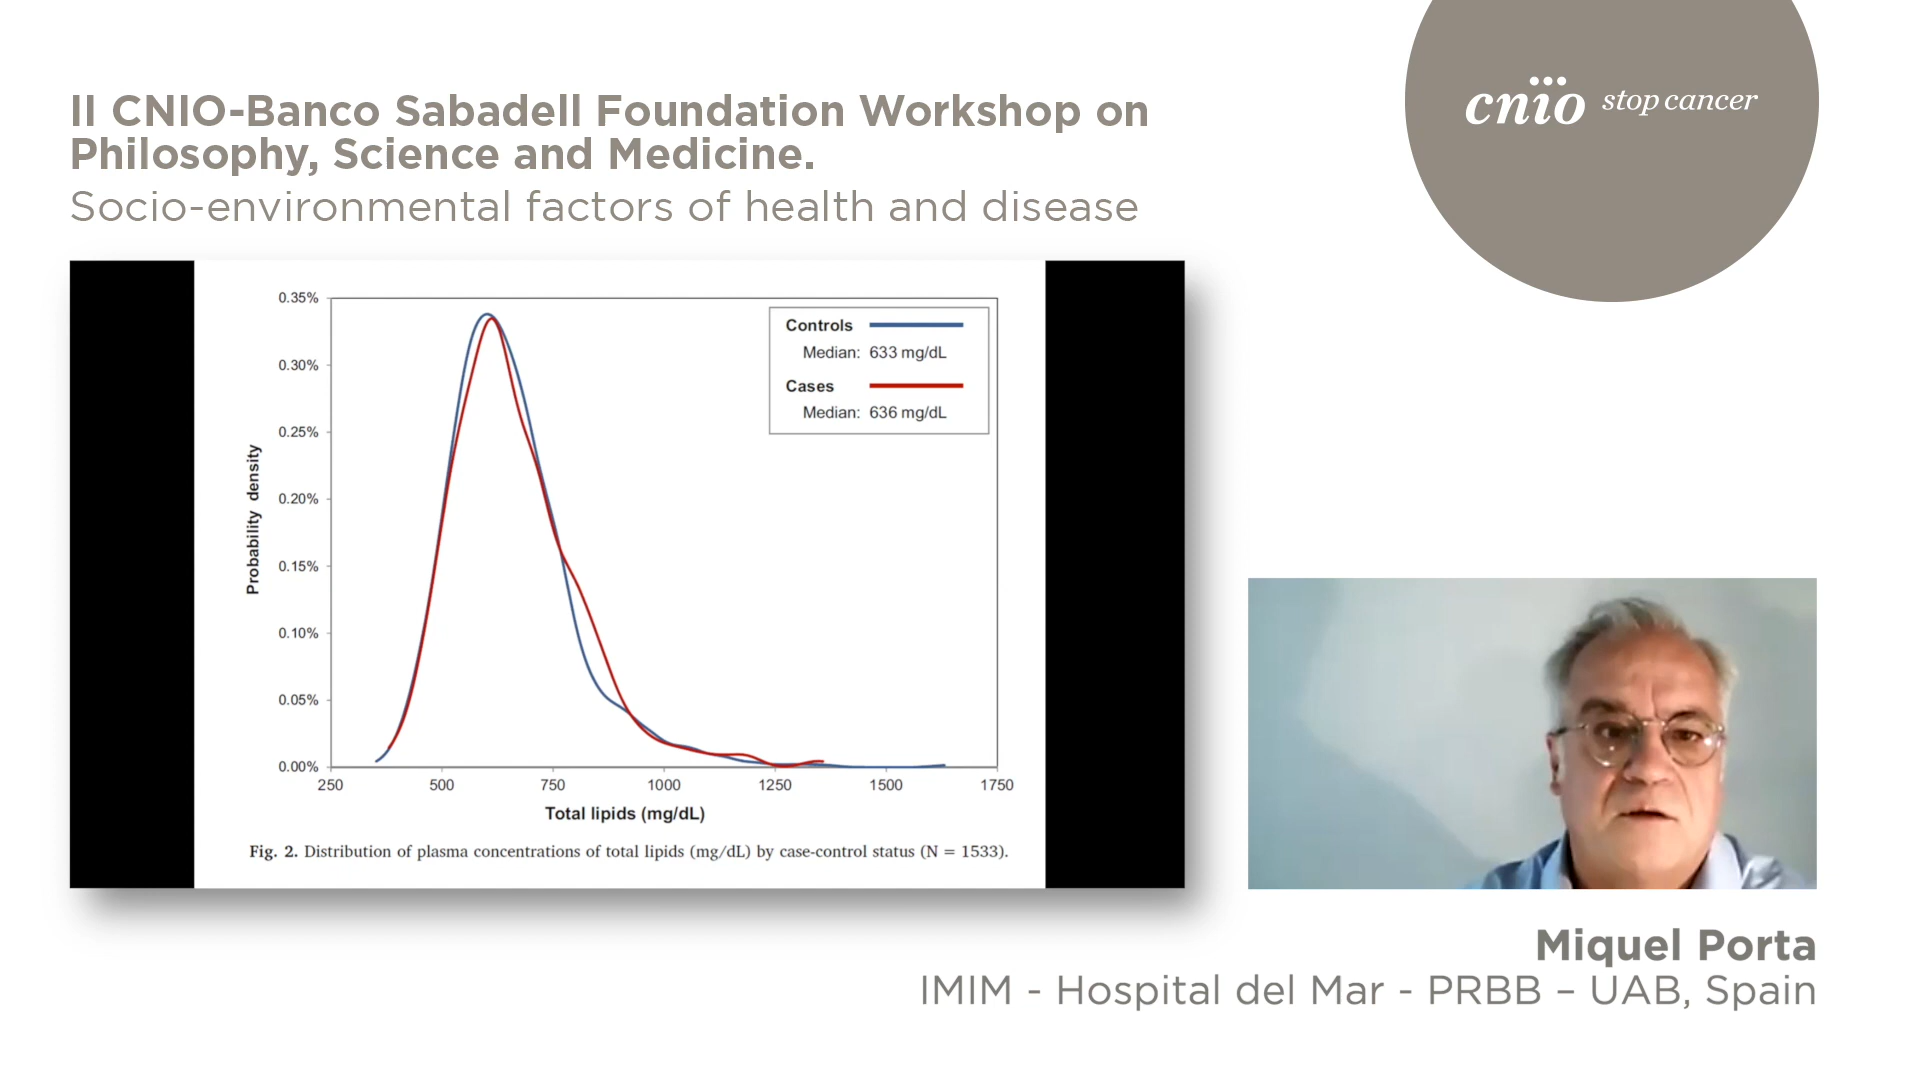 II CNIO-Banco Sabadell Foundation Workshop on
Philosophy, Science and Medicine.
Socio-environmental factors of health and disease
cnio stop cancer
0.35%
0.30%
0.25%
0.20%
0.15%
0.10%
0.05%
0.00%
Probability density
Controls
Median: 633 mg/dL
Cases
Median: 636 mg/dL
250 500 750 1000 1250 1500 1750
Total lipids (mg/dL)
Fig. 2. Distribution of plasma concentrations of total lipids (mg/dL) by case-control status (N = 1533).
Miquel Porta
IMIM - Hospital del Mar - PRBB – UAB, Spain